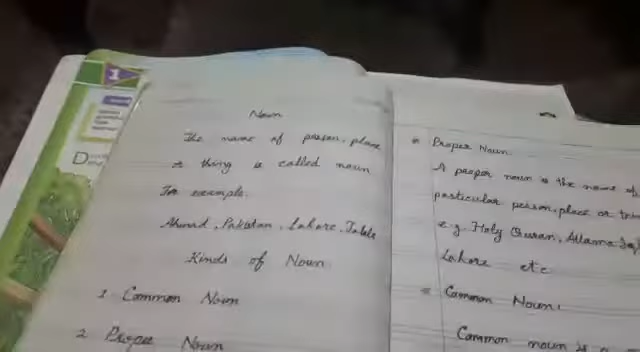 1
Noun
The name of person, place
or thing is called noun
For example.
Ahmad, Pakistan, Lahore, Table
Kinds of Noun
1 Common Noun
2 Proper Noun
Proper Noun
A proper noun is the name of
particular person, place or
e.g. Holy Quran, Allama
Lahore etc
Common Noun:
Common noun is a